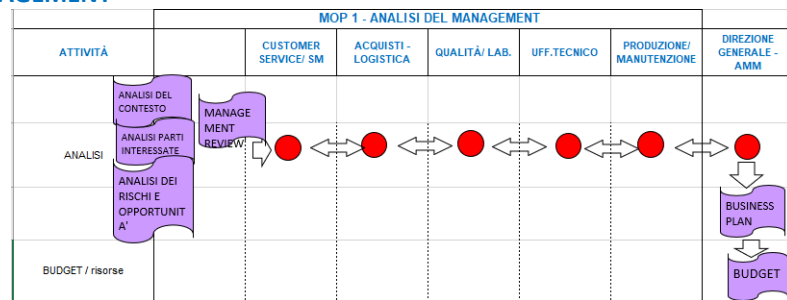 MOP 1 - ANALISI DEL MANAGEMENT
ATTIVITÀ
CUSTOMER
SERVICE/ SM
ACQUISTI -
LOGISTICA
QUALITÀ/ LAB.
UFF.TECNICO
PRODUZIONE/
MANUTENZIONE
DIREZIONE
GENERALE -
AMM
ANALISI DEL
CONTESTO
MANAGE
MENT
REVIEW
ANALISI PARTI
INTERESSATE
ANALISI
ANALISI DEI
RISCHI E
OPPORTUNIT
A'
BUSINESS
PLAN
BUDGET / risorse
BUDGET